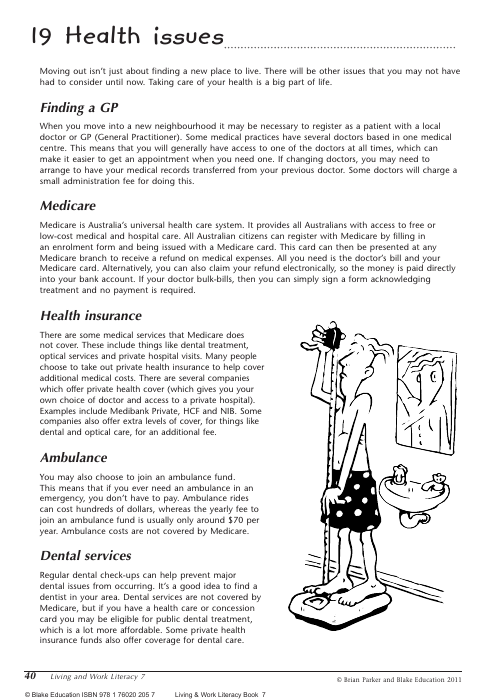 19 Health issues
Moving out isn't just about finding a new place to live. There will be other issues that you may not have
had to consider until now. Taking care of your health is a big part of life.
Finding a GP
When you move into a new neighbourhood it may be necessary to register as a patient with a local
doctor or GP (General Practitioner). Some medical practices have several doctors based in one medical
centre. This means that you will generally have access to one of the doctors at all times, which can
make it easier to get an appointment when you need one. If changing doctors, you may need to
arrange to have your medical records transferred from your previous doctor. Some doctors will charge a
small administration fee for doing this.
Medicare
Medicare is Australia's universal health care system. It provides all Australians with access to free or
low-cost medical and hospital care. All Australian citizens can register with Medicare by filling in
an enrolment form and being issued with a Medicare card. This card can then be presented at any
Medicare branch to receive a refund on medical expenses. All you need is the doctor's bill and your
Medicare card. Alternatively, you can also claim your refund electronically, so the money is paid directly
into your bank account. If your doctor bulk-bills, then you can simply sign a form acknowledging
treatment and no payment is required.
Health insurance
There are some medical services that Medicare does
not cover. These include things like dental treatment,
optical services and private hospital visits. Many people
choose to take out private health insurance to help cover
additional medical costs. There are several companies
which offer private health cover (which gives you your
own choice of doctor and access to a private hospital).
Examples include Medibank Private, HCF and NIB. Some
companies also offer extra levels of cover, for things like
dental and optical care, for an additional fee.
Ambulance
You may also choose to join an ambulance fund.
This means that if you ever need an ambulance in an
emergency, you don't have to pay. Ambulance rides
can cost hundreds of dollars, whereas the yearly fee to
join an ambulance fund is usually only around $70 per
year. Ambulance costs are not covered by Medicare.
Dental services
Regular dental check-ups can help prevent major
dental issues from occurring. It's a good idea to find a
dentist in your area. Dental services are not covered by
Medicare, but if you have a health care or concession
card you may be eligible for public dental treatment,
which is a lot more affordable. Some private health
insurance funds also offer coverage for dental care.
40 Living and Work Literacy 7
© Brian Parker and Blake Education 2011
© Blake Education ISBN 978 1 76020 205 7 Living & Work Literacy Book 7